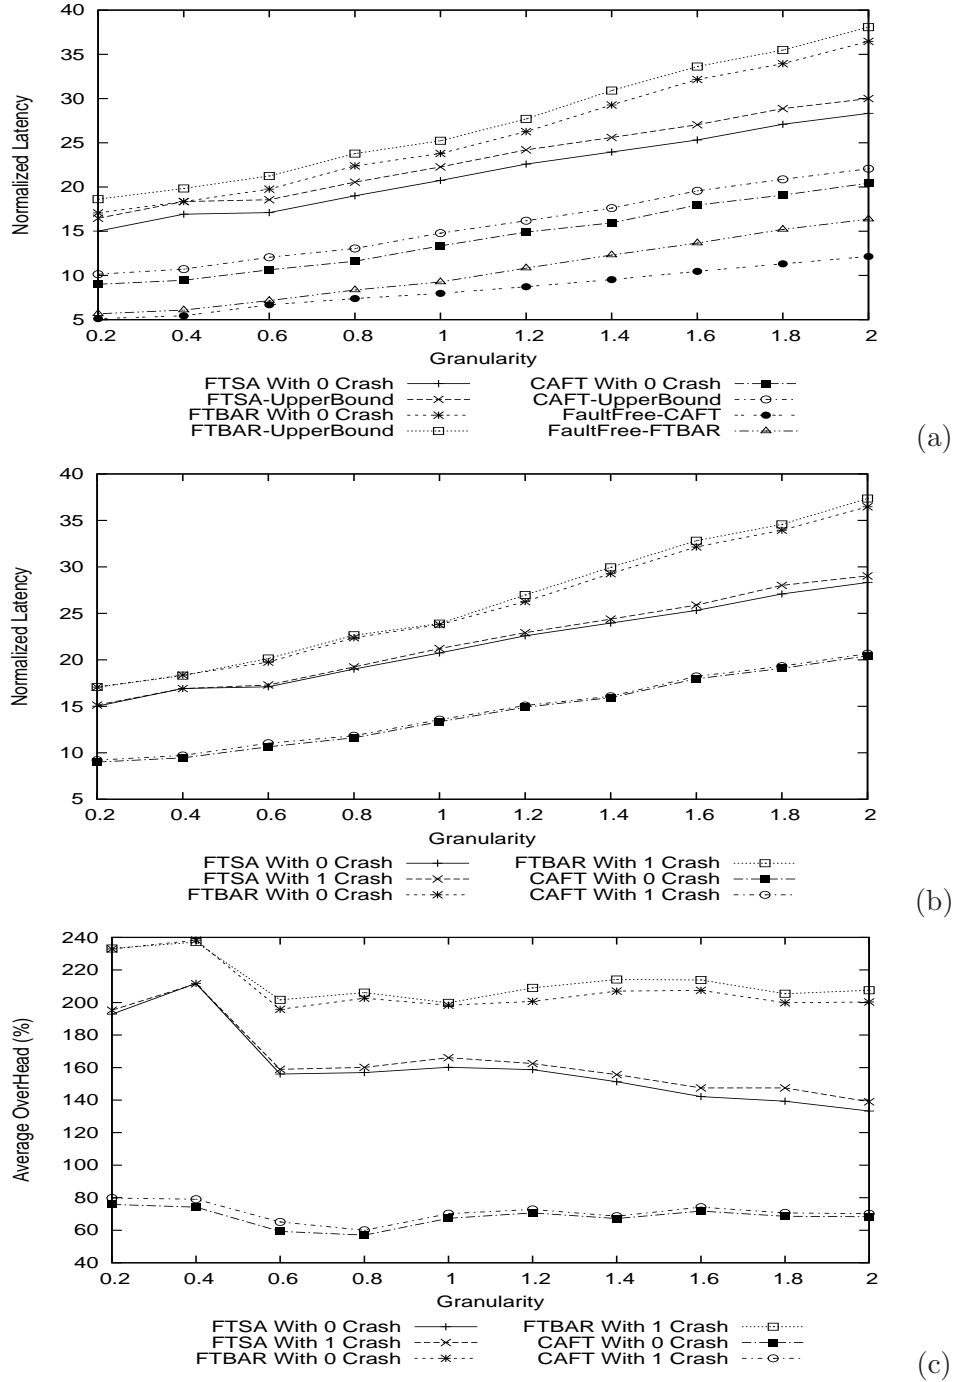 40
35
30
25
20
15
10
5
Normalized Latency
0.2 0.4 0.6 0.8 1 1.2 1.4 1.6 1.8 2
Granularity
FTSA With 0 Crash CAFT With 0 Crash
FTSA-UpperBound CAFT-UpperBound
FTBAR With 0 Crash FaultFree-CAFT
FTBAR-UpperBound FaultFree-FTBAR
(a)
40
35
30
25
20
15
10
5
Normalized Latency
0.2 0.4 0.6 0.8 1 1.2 1.4 1.6 1.8 2
Granularity
FTSA With 0 Crash FTBAR With 1 Crash
FTSA With 1 Crash CAFT With 0 Crash
FTBAR With 0 Crash CAFT With 1 Crash
(b)
240
220
200
180
160
140
120
100
80
60
40
Average OverHead (%)
0.2 0.4 0.6 0.8 1 1.2 1.4 1.6 1.8 2
Granularity
FTSA With 0 Crash FTBAR With 1 Crash
FTSA With 1 Crash CAFT With 0 Crash
FTBAR With 0 Crash CAFT With 1 Crash
(c)